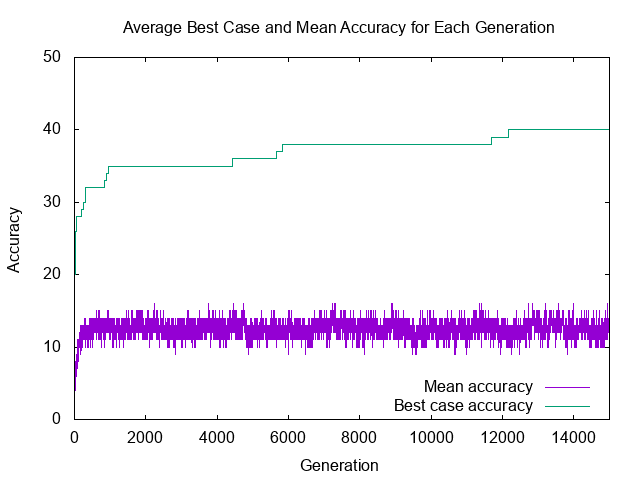 Average Best Case and Mean Accuracy for Each Generation
50
40
30
20
10
0
Accuracy
Mean accuracy
Best case accuracy
0 2000 4000 6000 8000 10000 12000 14000
Generation